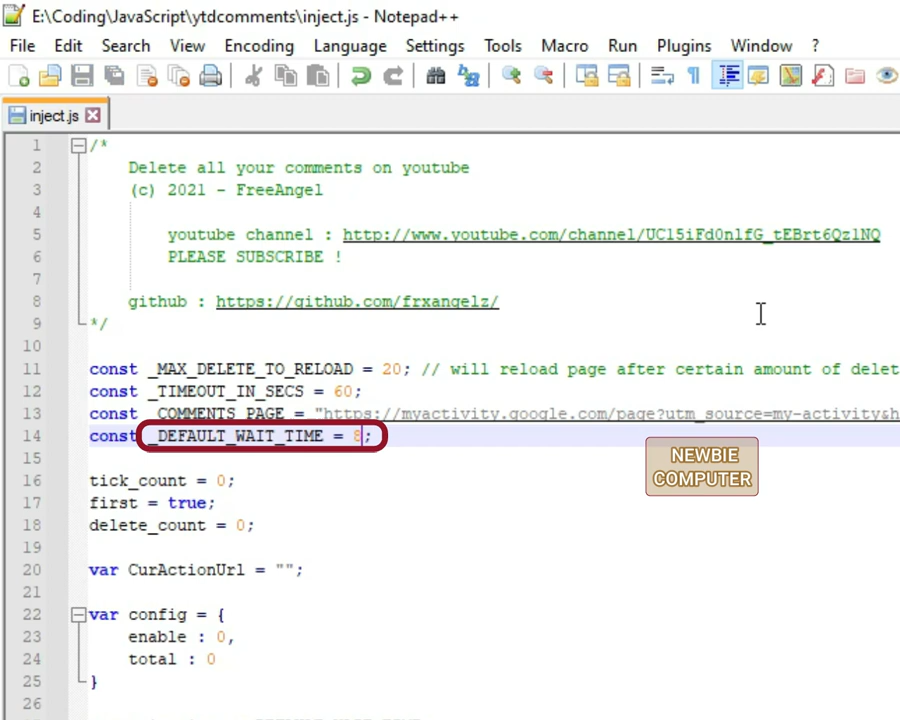 E:\Coding\JavaScript\ytdcomments\inject.js - Notepad++
File Edit Search View Encoding Language Settings Tools Macro Run Plugins Window ?
inject.js
1 /*
2 Delete all your comments on youtube
3 (c) 2021 - FreeAngel
4
5 youtube channel : http://www.youtube.com/channel/UC15iFd0nlfG_tEBrt6QzlNQ
6 PLEASE SUBSCRIBE !
7
8 github : https://github.com/frxangelz/
9 */
10
11 const _MAX_DELETE_TO_RELOAD = 20; // will reload page after certain amount of delet
12 const _TIMEOUT_IN_SECS = 60;
13 const _COMMENTS_PAGE = "https://myactivity.google.com/page?utm_source=my-activity&h
14 const _DEFAULT_WAIT_TIME = 8;
15
16 tick_count = 0;
17 first = true;
18 delete_count = 0;
19
20 var CurActionUrl = "";
21
22 var config = {
23 enable : 0,
24 total : 0
25 }
26
NEWBIE
COMPUTER